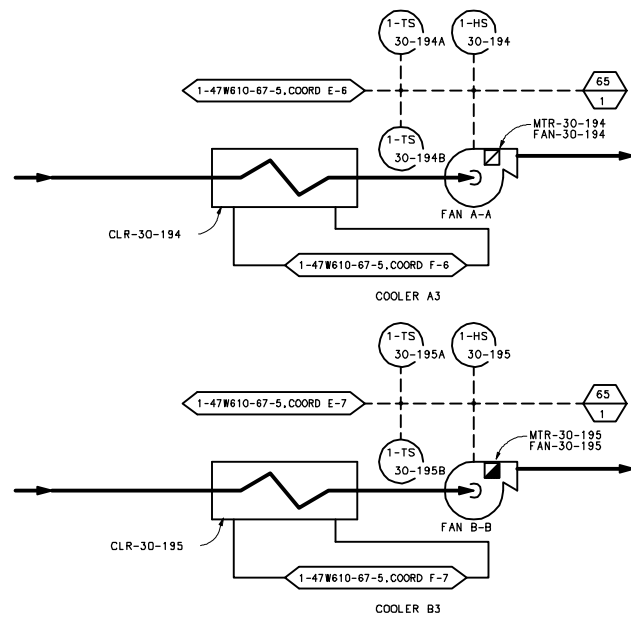 1-TS
30-194A
1-HS
30-194
1-47W610-67-5,COORD E-6
65
1
MTR-30-194
FAN-30-194
1-TS
30-194B
FAN A-A
CLR-30-194
1-47W610-67-5,COORD F-6
COOLER A3
1-TS
30-195A
1-HS
30-195
1-47W610-67-5,COORD E-7
65
1
MTR-30-195
FAN-30-195
1-TS
30-195B
FAN B-B
CLR-30-195
1-47W610-67-5,COORD F-7
COOLER B3